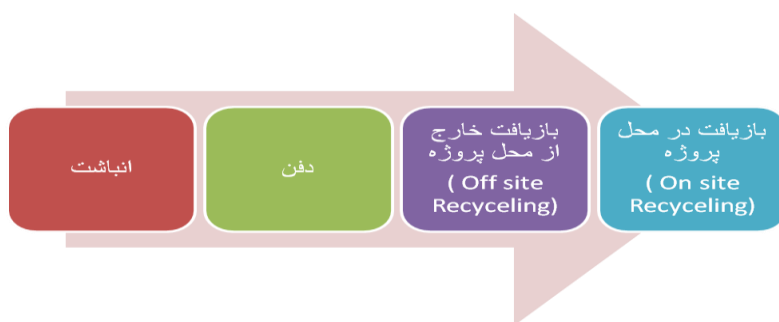 انباشت
دفن
بازیافت خارج
از محل پروژه
( Off site
Recyceling)
بازیافت در محل
پروژه
( On site
Recyceling)